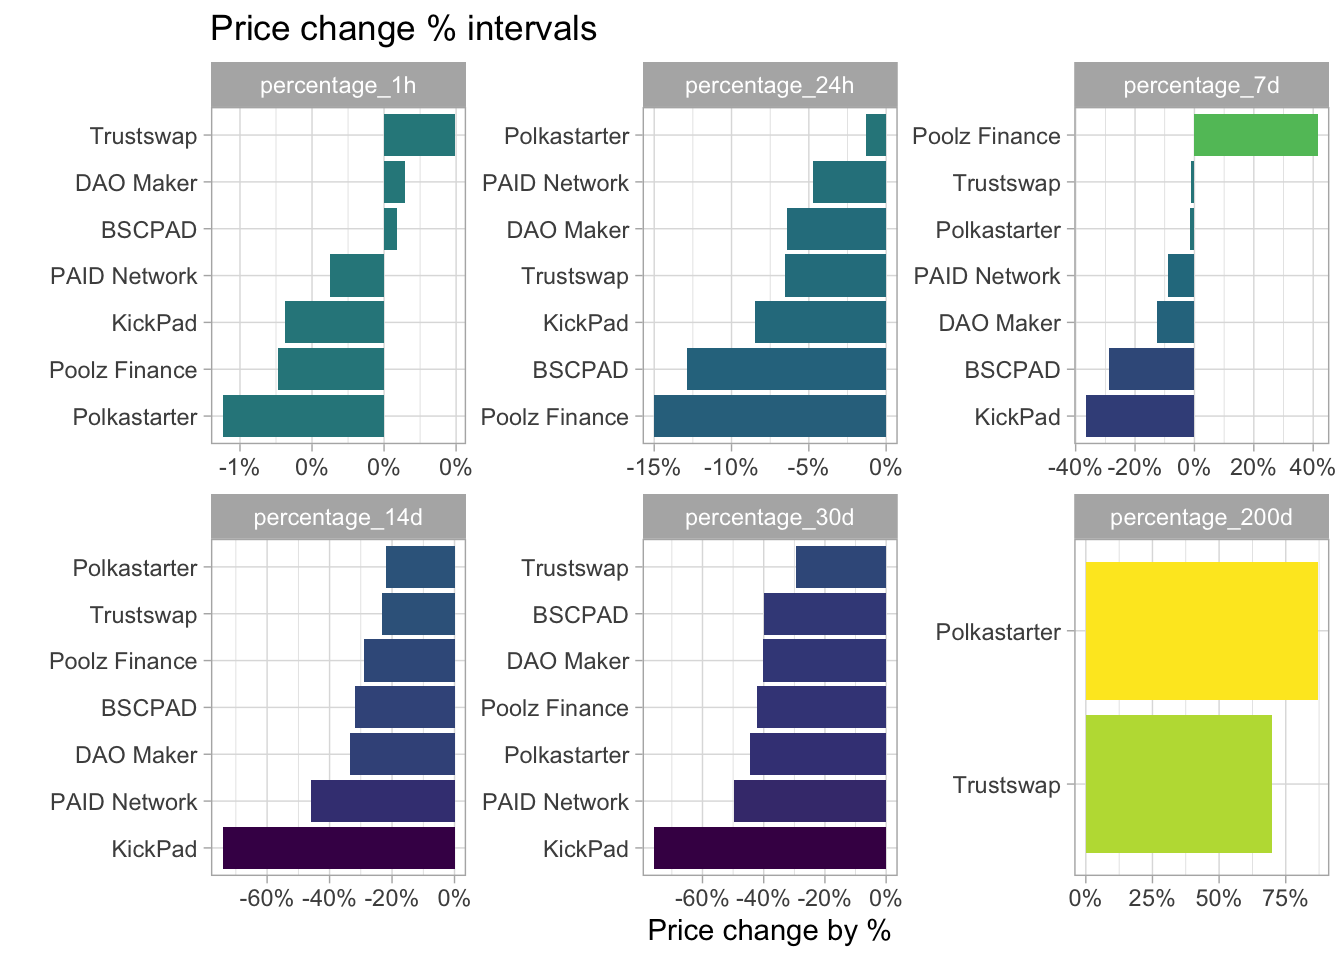 Price change % intervals
percentage_1h
Trustswap
DAO Maker
BSCPAD
PAID Network
KickPad
Poolz Finance
Polkastarter
-1% 0% 0% 0%
percentage_24h
Polkastarter
PAID Network
DAO Maker
Trustswap
KickPad
BSCPAD
Poolz Finance
-15% -10% -5% 0%
percentage_7d
Poolz Finance
Trustswap
Polkastarter
PAID Network
DAO Maker
BSCPAD
KickPad
-40% -20% 0% 20% 40%
percentage_14d
Polkastarter
Trustswap
Poolz Finance
BSCPAD
DAO Maker
PAID Network
KickPad
-60% -40% -20% 0%
percentage_30d
Trustswap
BSCPAD
DAO Maker
Poolz Finance
Polkastarter
PAID Network
KickPad
-60% -40% -20% 0%
percentage_200d
Polkastarter
Trustswap
0% 25% 50% 75%
Price change by %